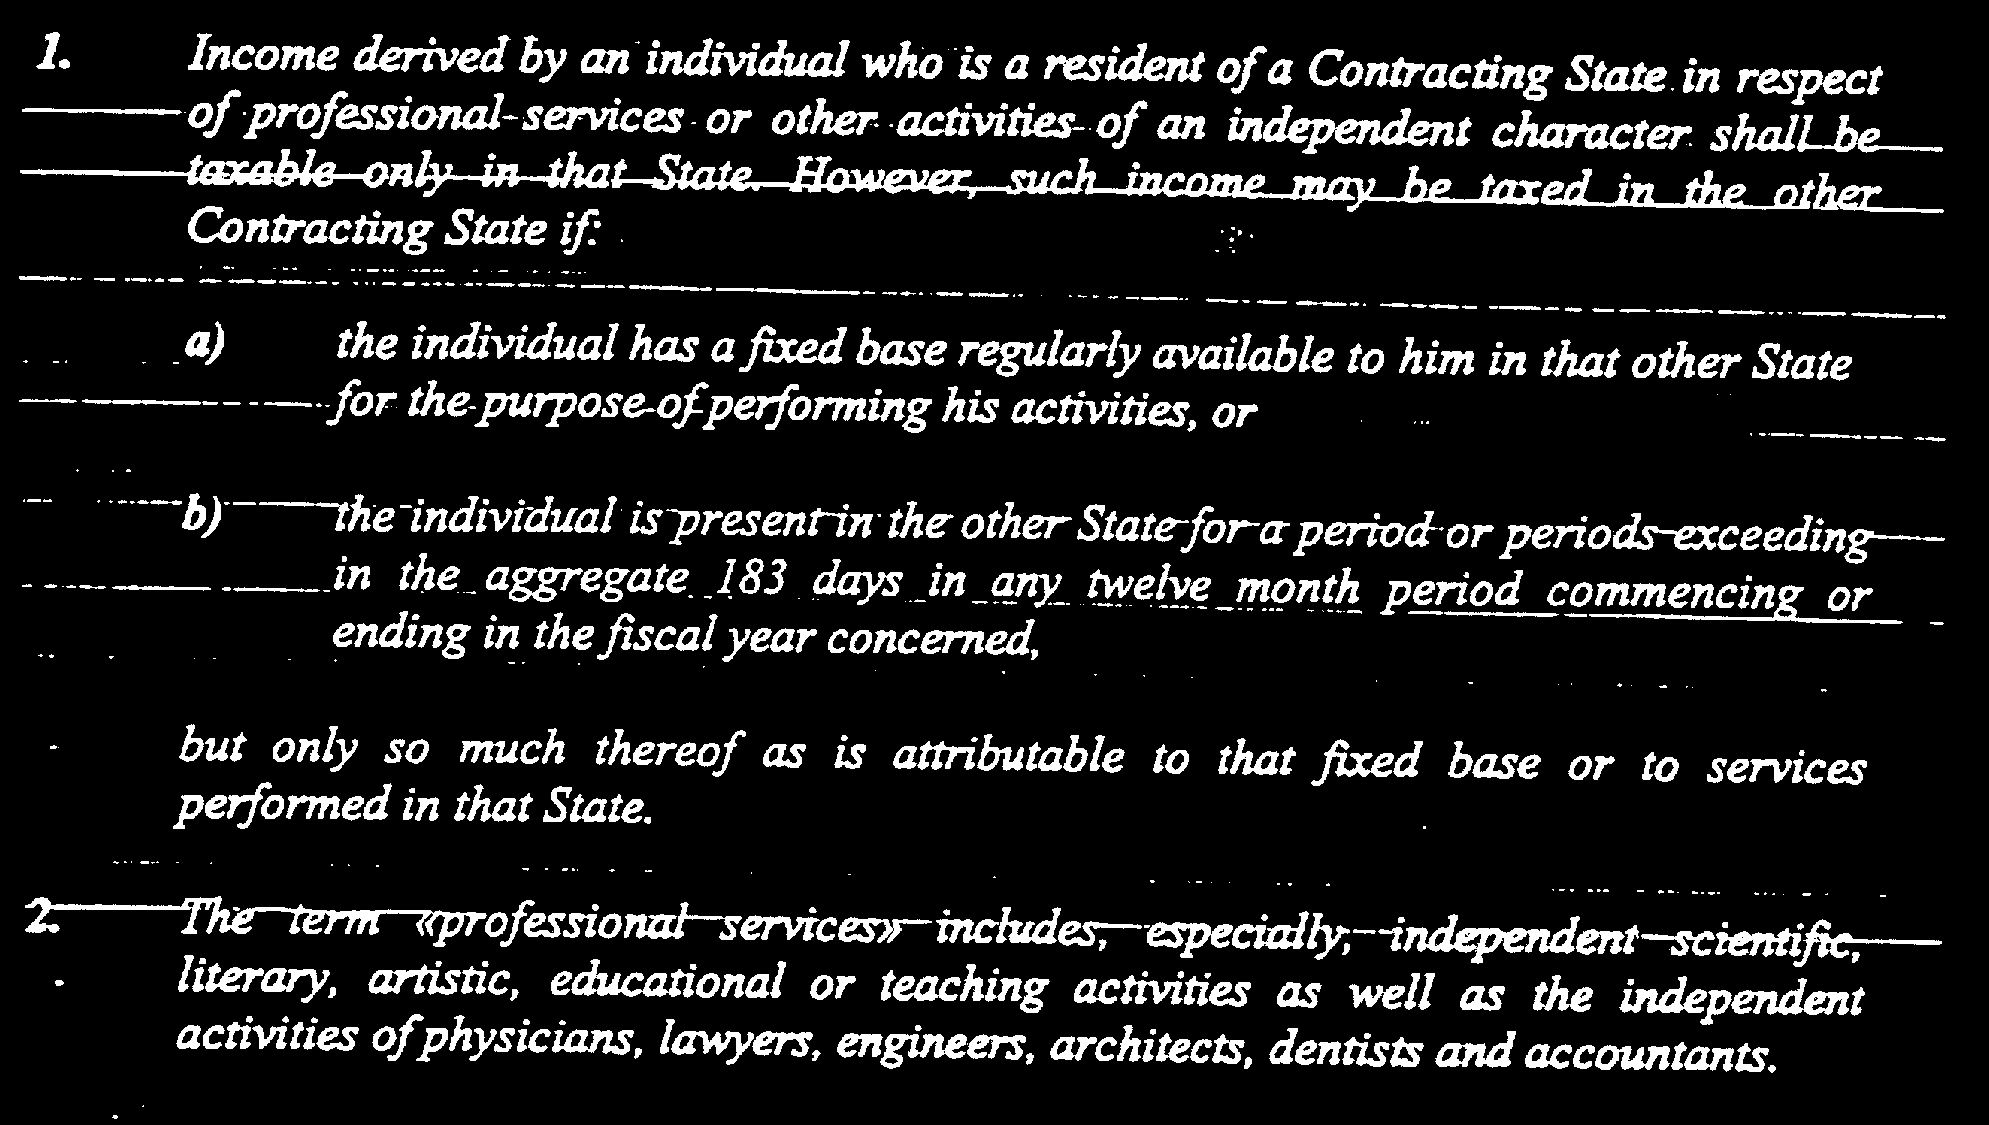 1. Income derived by an individual who is a resident of a Contracting State in respect
of professional services or other activities of an independent character shall be
taxable only in that State. However, such income may be taxed in the other
Contracting State if:
a) the individual has a fixed base regularly available to him in that other State
for the purpose of performing his activities, or
b) the individual is present in the other State for a period or periods exceeding
in the aggregate 183 days in any twelve month period commencing or
ending in the fiscal year concerned,
but only so much thereof as is attributable to that fixed base or to services
performed in that State.
2. The term «professional services» includes, especially, independent scientific,
literary, artistic, educational or teaching activities as well as the independent
activities of physicians, lawyers, engineers, architects, dentists and accountants.